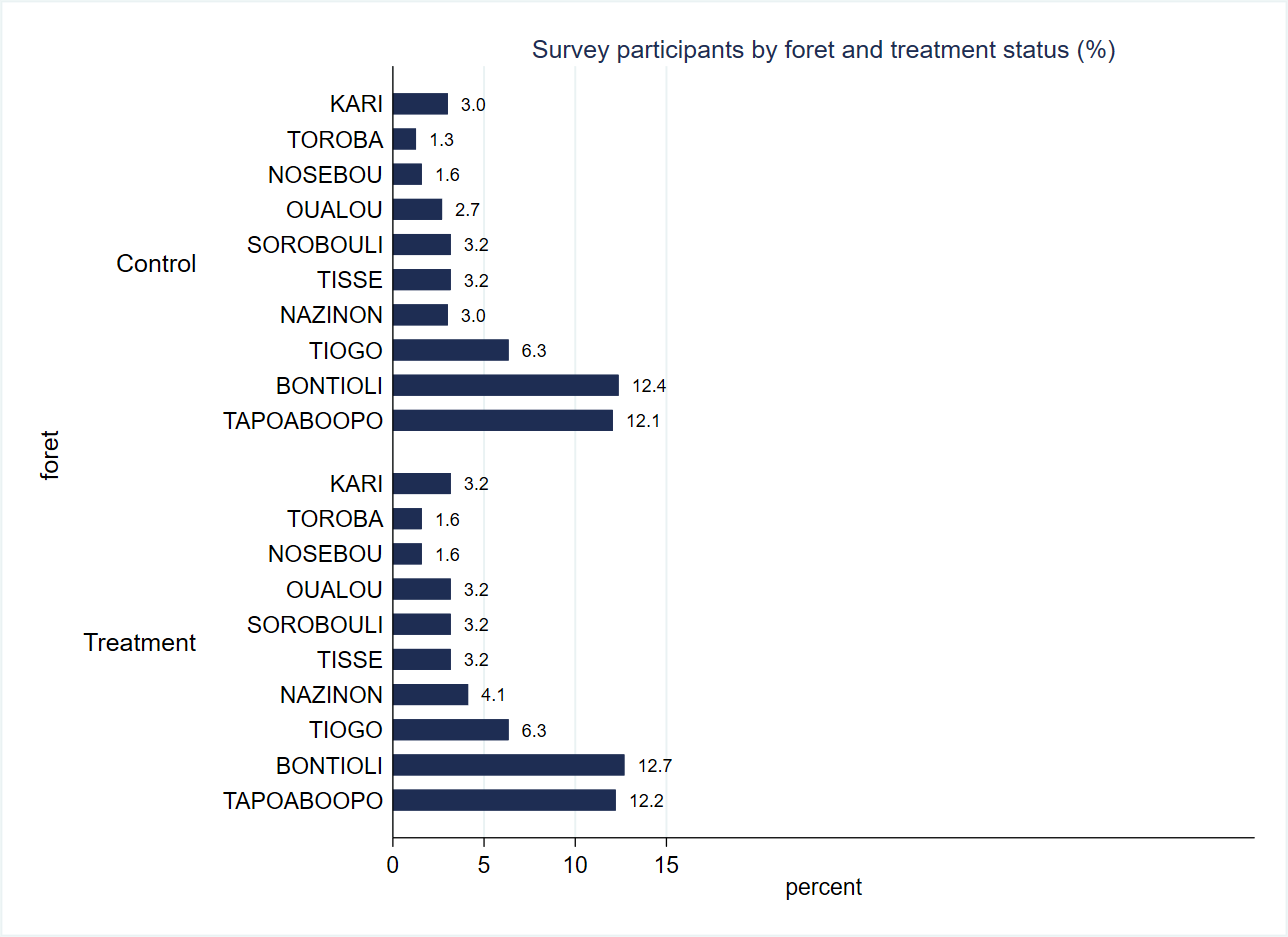 Survey participants by foret and treatment status (%)
foret
Control
KARI 3.0
TOROBA 1.3
NOSEBOU 1.6
OUALOU 2.7
SOROBOULI 3.2
TISSE 3.2
NAZINON 3.0
TIOGO 6.3
BONTIOLI 12.4
TAPOABOOPO 12.1
Treatment
KARI 3.2
TOROBA 1.6
NOSEBOU 1.6
OUALOU 3.2
SOROBOULI 3.2
TISSE 3.2
NAZINON 4.1
TIOGO 6.3
BONTIOLI 12.7
TAPOABOOPO 12.2
0 5 10 15
percent